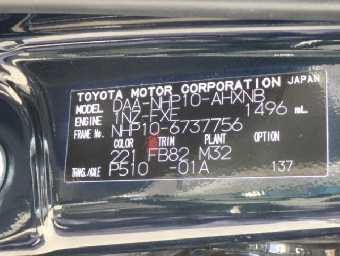 TOYOTA MOTOR CORPORATION JAPAN
MODEL DAA-NHP10-AHXNB
ENGINE 1NZ-FXE 1496 mL
FRAME No. NHP10-6737756
COLOR TRIM PLANT OPTION
221 FB82 M32
TRANS./AXLE P510 -01A 137